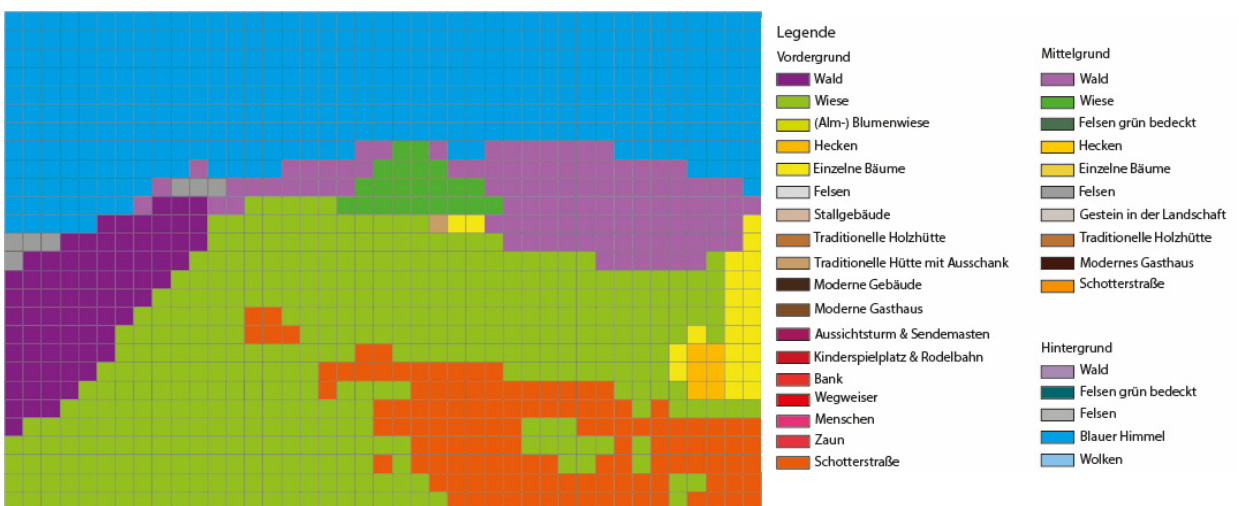 Legende
Vordergrund
Wald
Wiese
(Alm-) Blumenwiese
Hecken
Einzelne Bäume
Felsen
Stallgebäude
Traditionelle Holzhütte
Traditionelle Hütte mit Ausschank
Moderne Gebäude
Moderne Gasthaus
Aussichtsturm & Sendemasten
Kinderspielplatz & Rodelbahn
Bank
Wegweiser
Menschen
Zaun
Schotterstraße
Mittelgrund
Wald
Wiese
Felsen grün bedeckt
Hecken
Einzelne Bäume
Felsen
Gestein in der Landschaft
Traditionelle Holzhütte
Modernes Gasthaus
Schotterstraße
Hintergrund
Wald
Felsen grün bedeckt
Felsen
Blauer Himmel
Wolken